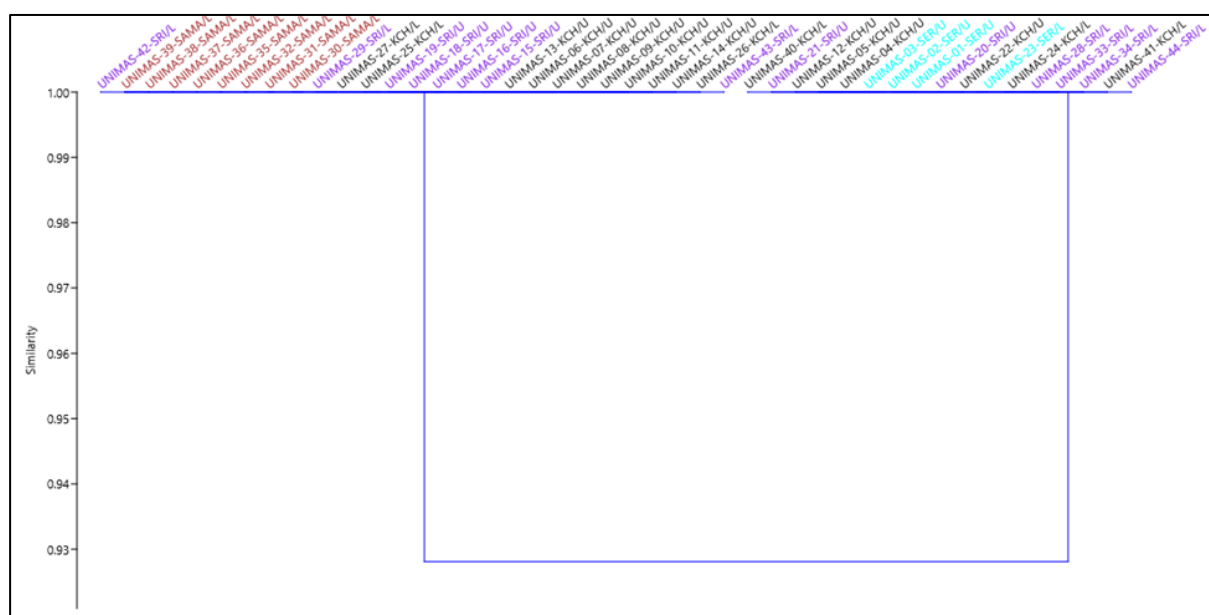 UNIMAS-42-SRI/L
UNIMAS-39-SAMA/L
UNIMAS-38-SAMA/L
UNIMAS-37-SAMA/L
UNIMAS-36-SAMA/L
UNIMAS-35-SAMA/L
UNIMAS-32-SAMA/L
UNIMAS-31-SAMA/L
UNIMAS-30-SAMA/L
UNIMAS-29-SRI/L
UNIMAS-27-KCH/L
UNIMAS-25-KCH/L
UNIMAS-19-SRI/U
UNIMAS-18-SRI/U
UNIMAS-17-SRI/U
UNIMAS-16-SRI/U
UNIMAS-15-SRI/U
UNIMAS-13-KCH/U
UNIMAS-06-KCH/U
UNIMAS-07-KCH/U
UNIMAS-08-KCH/U
UNIMAS-09-KCH/U
UNIMAS-10-KCH/U
UNIMAS-11-KCH/U
UNIMAS-14-KCH/U
UNIMAS-26-KCH/L
UNIMAS-43-SRI/L
UNIMAS-40-KCH/L
UNIMAS-21-SRI/U
UNIMAS-12-KCH/U
UNIMAS-05-KCH/U
UNIMAS-04-KCH/U
UNIMAS-03-SER/U
UNIMAS-02-SER/U
UNIMAS-01-SER/U
UNIMAS-20-SRI/U
UNIMAS-22-KCH/U
UNIMAS-23-SER/L
UNIMAS-24-KCH/L
UNIMAS-28-SRI/L
UNIMAS-33-SRI/L
UNIMAS-34-SRI/L
UNIMAS-41-KCH/L
UNIMAS-44-SRI/L
1.00
0.99
0.98
0.97
0.96
0.95
0.94
0.93
Similarity